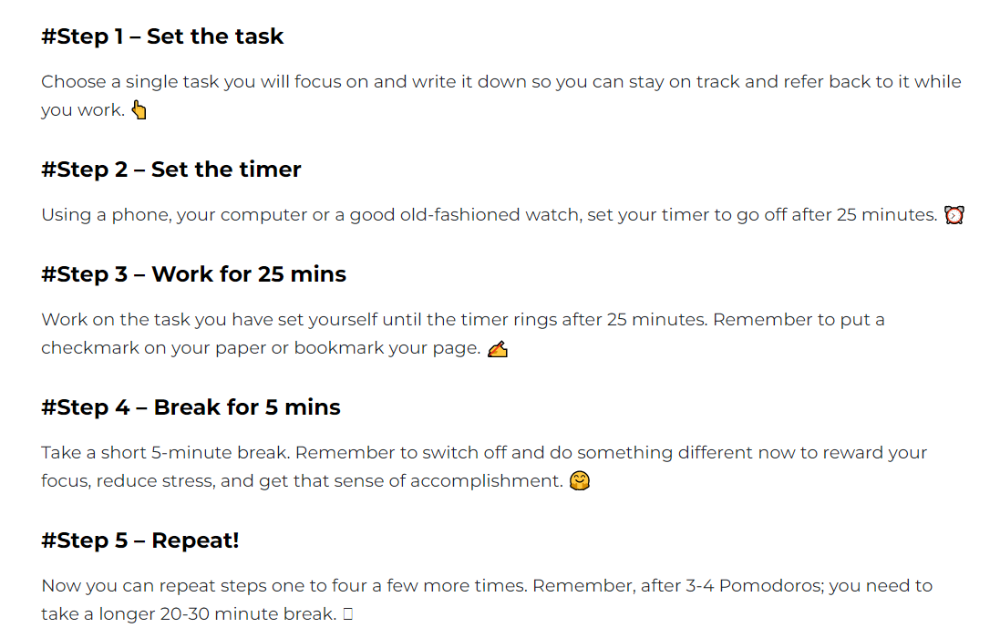 #Step 1 – Set the task
Choose a single task you will focus on and write it down so you can stay on track and refer back to it while
you work. 👆
#Step 2 – Set the timer
Using a phone, your computer or a good old-fashioned watch, set your timer to go off after 25 minutes. ⏰
#Step 3 – Work for 25 mins
Work on the task you have set yourself until the timer rings after 25 minutes. Remember to put a
checkmark on your paper or bookmark your page. ✍
#Step 4 – Break for 5 mins
Take a short 5-minute break. Remember to switch off and do something different now to reward your
focus, reduce stress, and get that sense of accomplishment. 🤗
#Step 5 – Repeat!
Now you can repeat steps one to four a few more times. Remember, after 3-4 Pomodoros; you need to
take a longer 20-30 minute break.